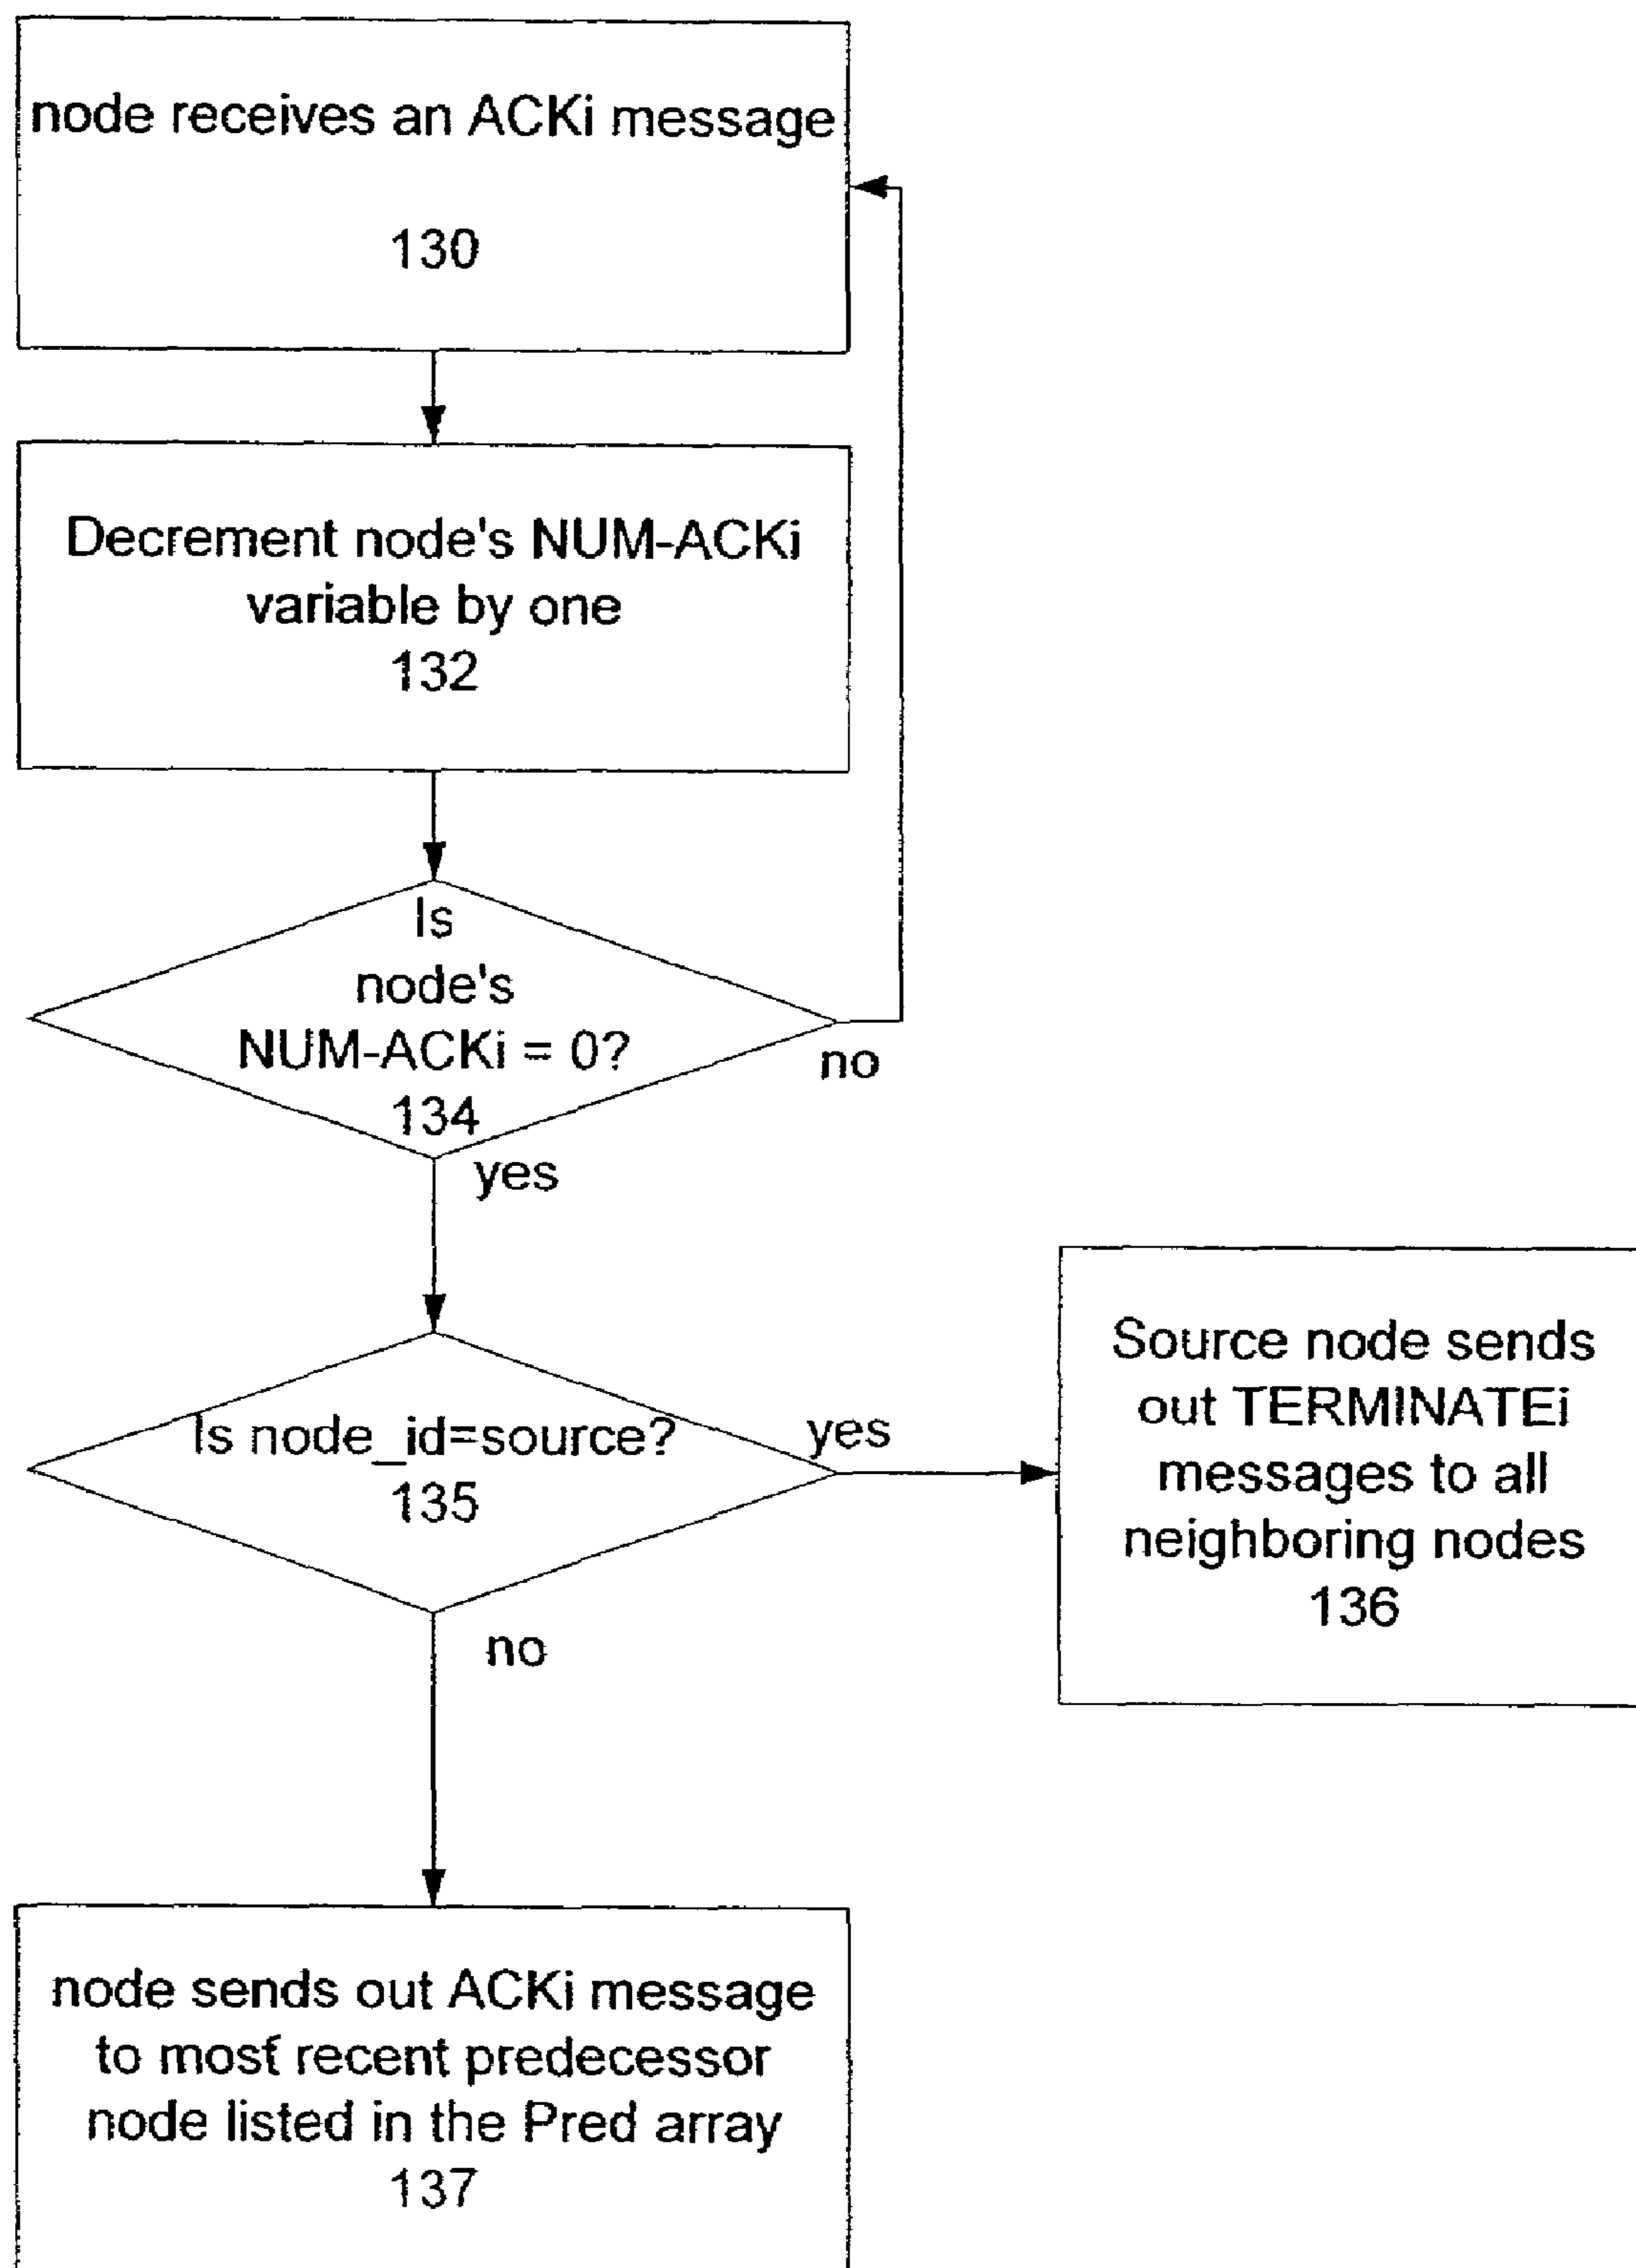 node receives an ACKi message
130
Decrement node's NUM-ACKi
variable by one
132
Is
node's
NUM-ACKi = 0?
134
no
yes
Is node_id=source?
135
yes
no
Source node sends
out TERMINATEi
messages to all
neighboring nodes
136
node sends out ACKi message
to most recent predecessor
node listed in the Pred array
137